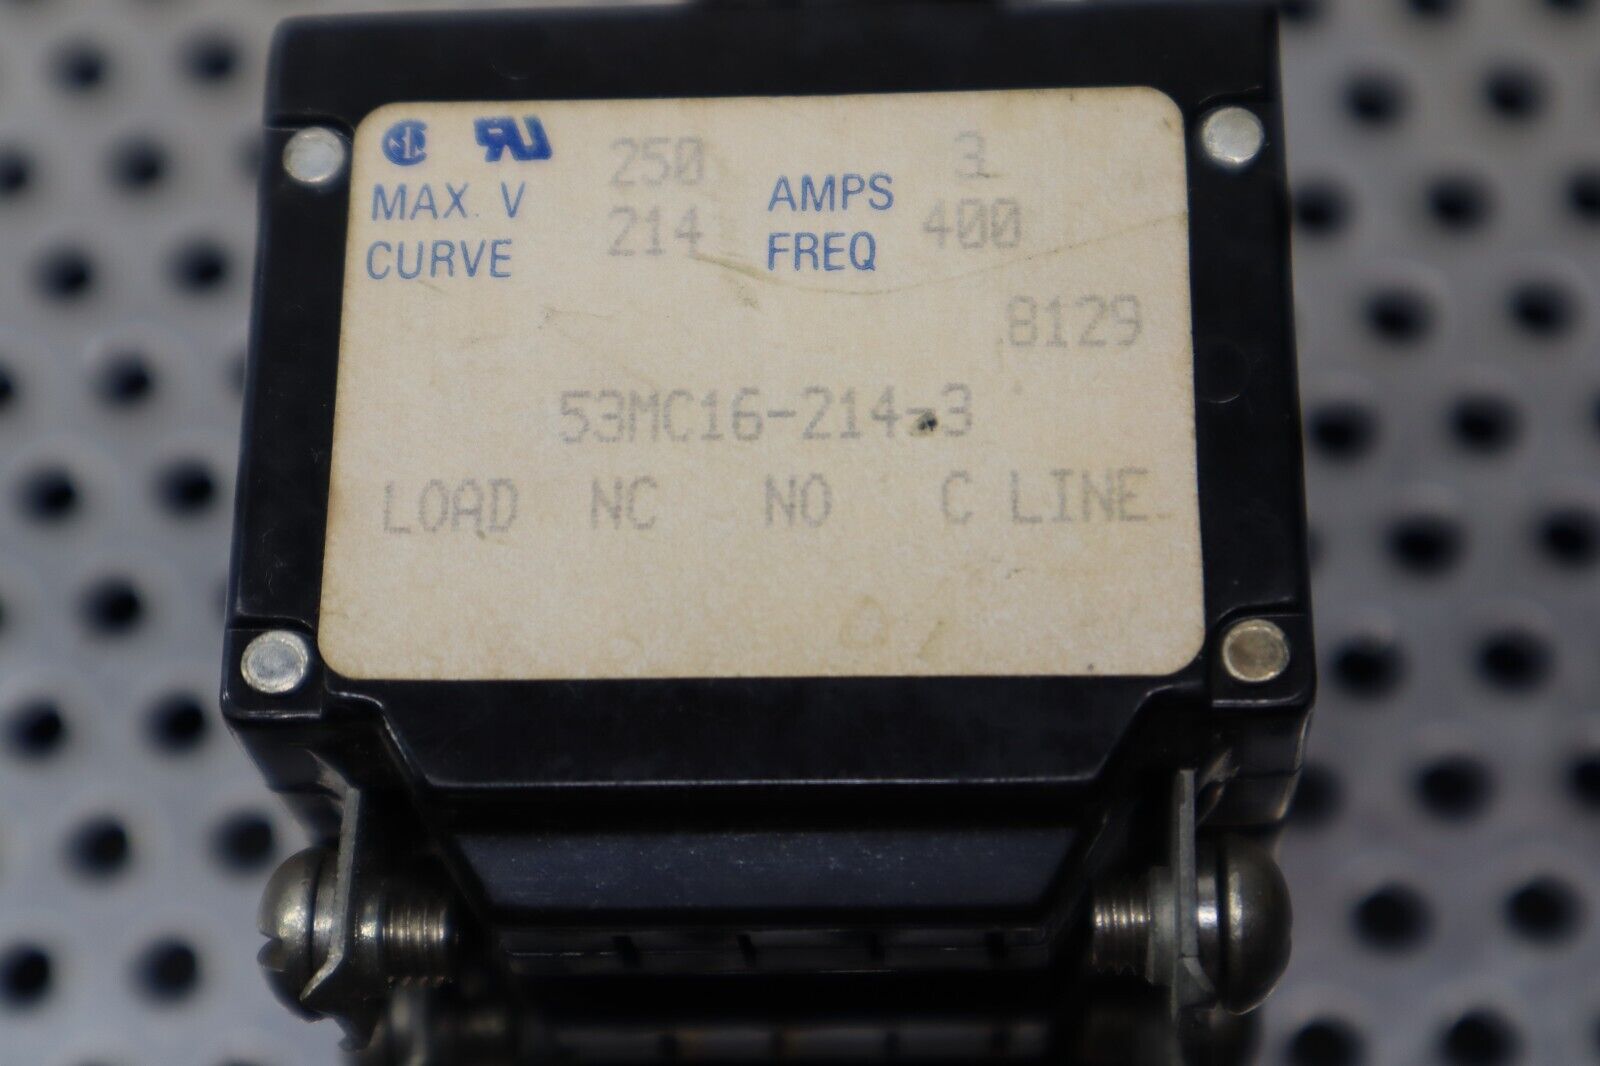 MAX. V 250 AMPS 3
CURVE 214 FREQ 400
8129
53MC16-214-3
LOAD NC NO C LINE